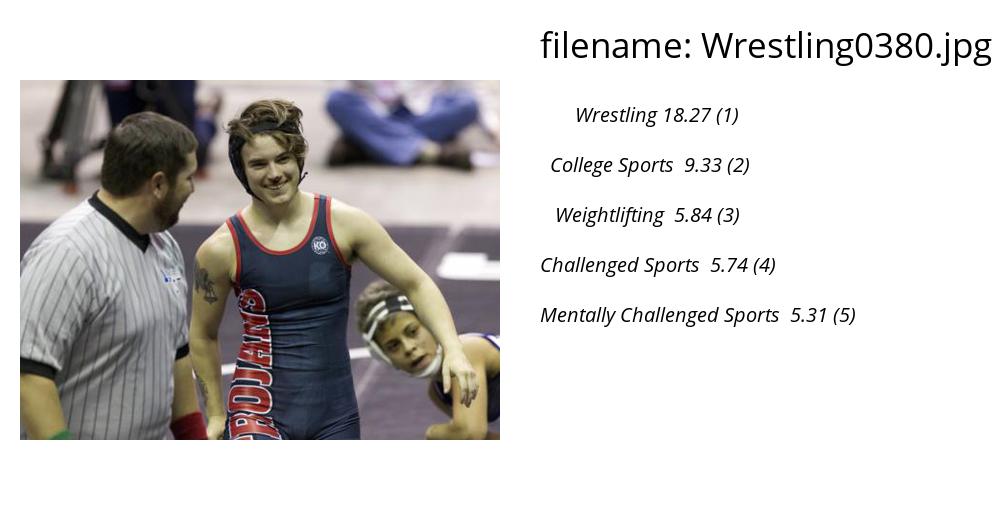 filename: Wrestling0380.jpg
Wrestling 18.27 (1)
College Sports 9.33 (2)
Weightlifting 5.84 (3)
Challenged Sports 5.74 (4)
Mentally Challenged Sports 5.31 (5)
KO
TROJANS